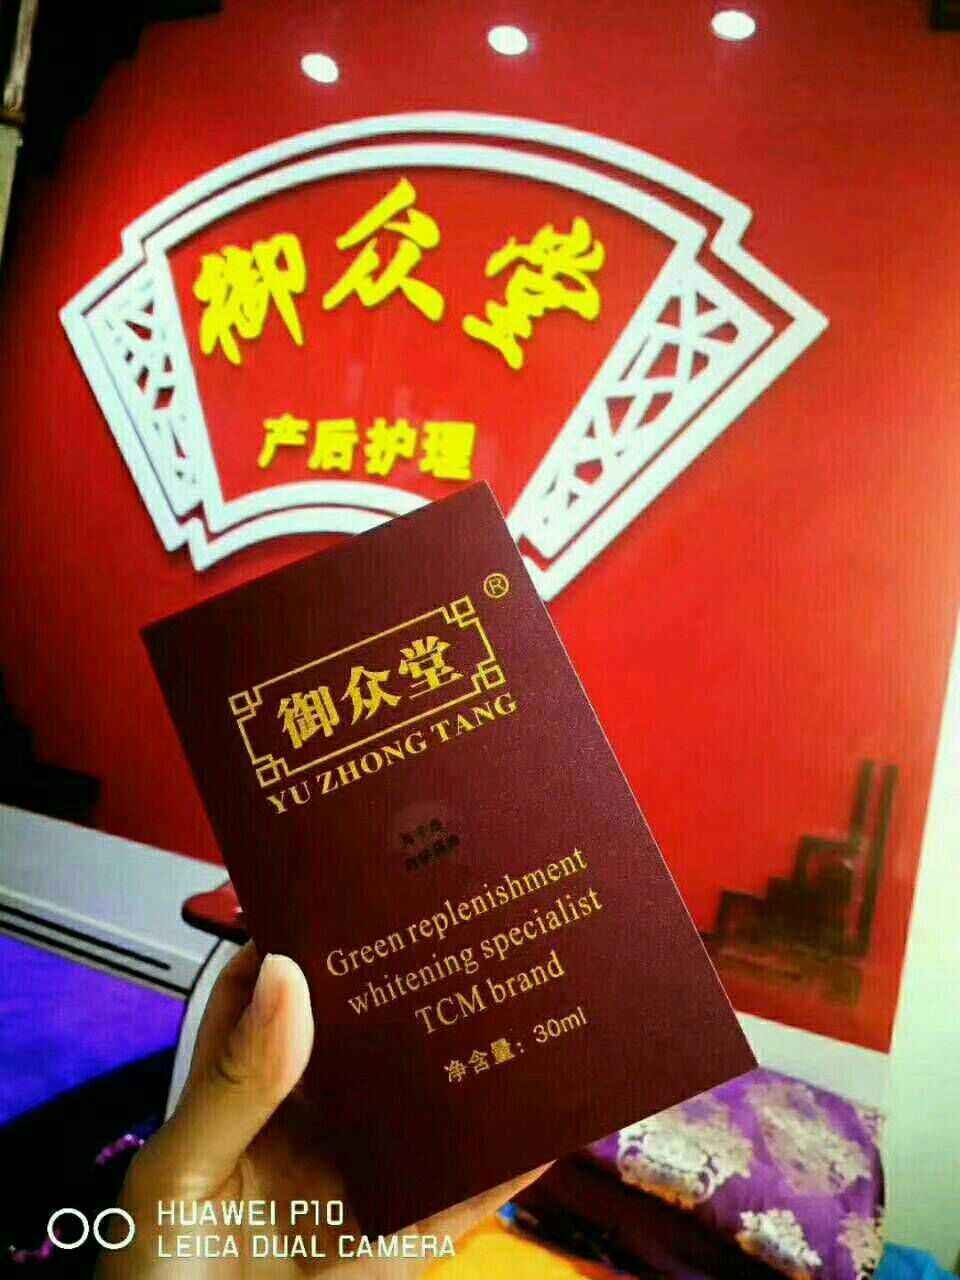 御众堂
产后护理
®
御众堂
YU ZHONG TANG
Green replenishment
whitening specialist
TCM brand
净含量：30ml
HUAWEI P10
LEICA DUAL CAMERA